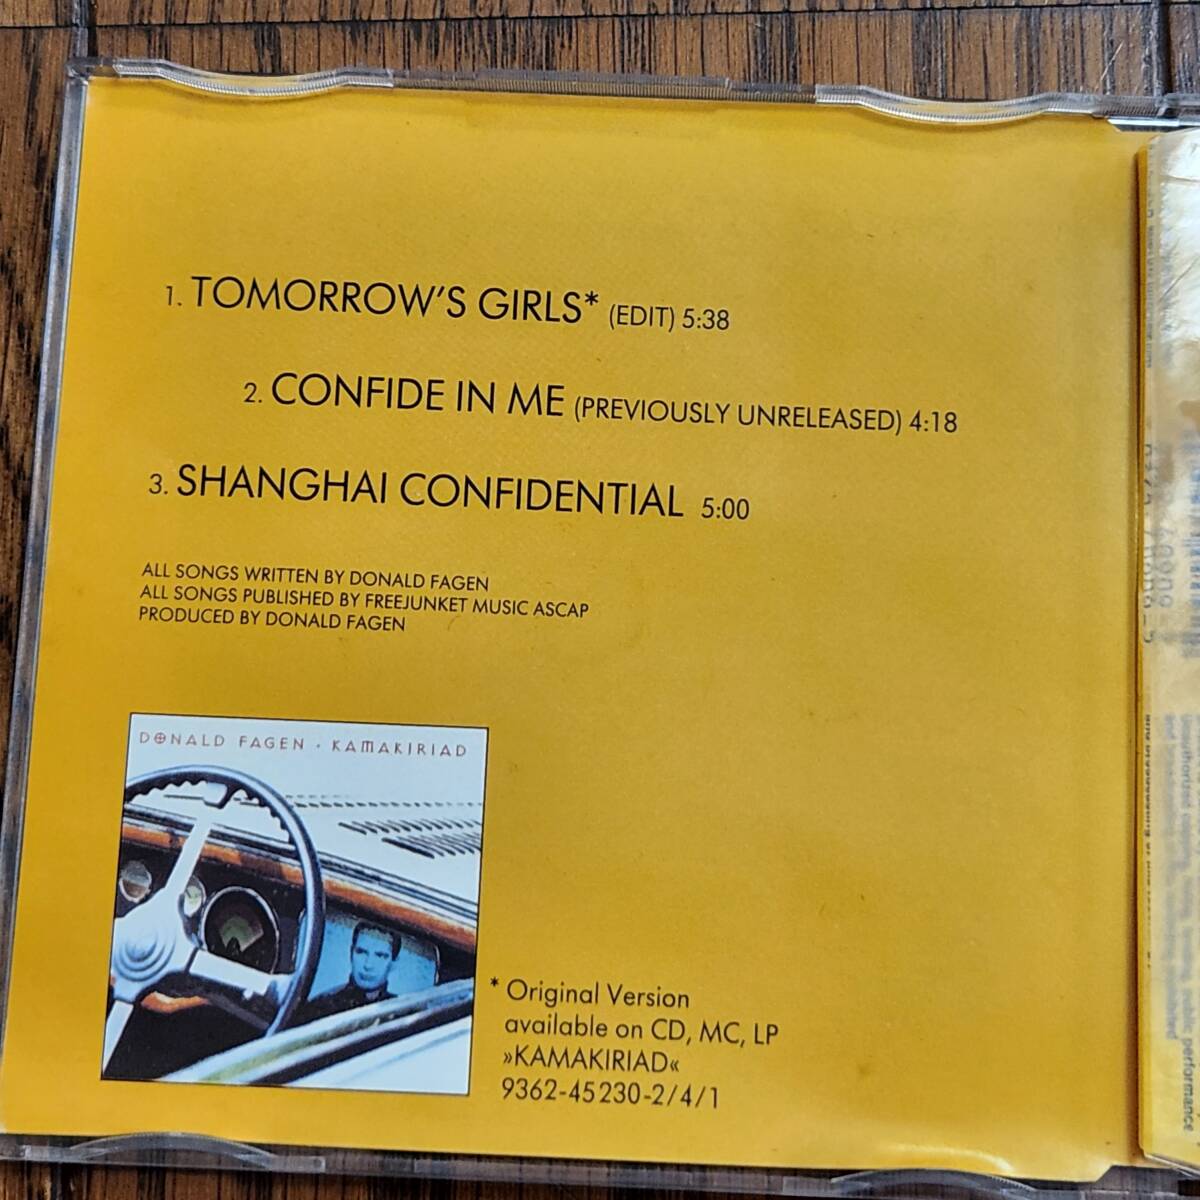 1. TOMORROW'S GIRLS* (EDIT) 5:38
2. CONFIDE IN ME (PREVIOUSLY UNRELEASED) 4:18
3. SHANGHAI CONFIDENTIAL 5:00
ALL SONGS WRITTEN BY DONALD FAGEN
ALL SONGS PUBLISHED BY FREEJUNKET MUSIC ASCAP
PRODUCED BY DONALD FAGEN
DONALD FAGEN · KAMAKIRIAD
* Original Version
available on CD, MC, LP
»KAMAKIRIAD«
9362-45230-2/4/1
performance